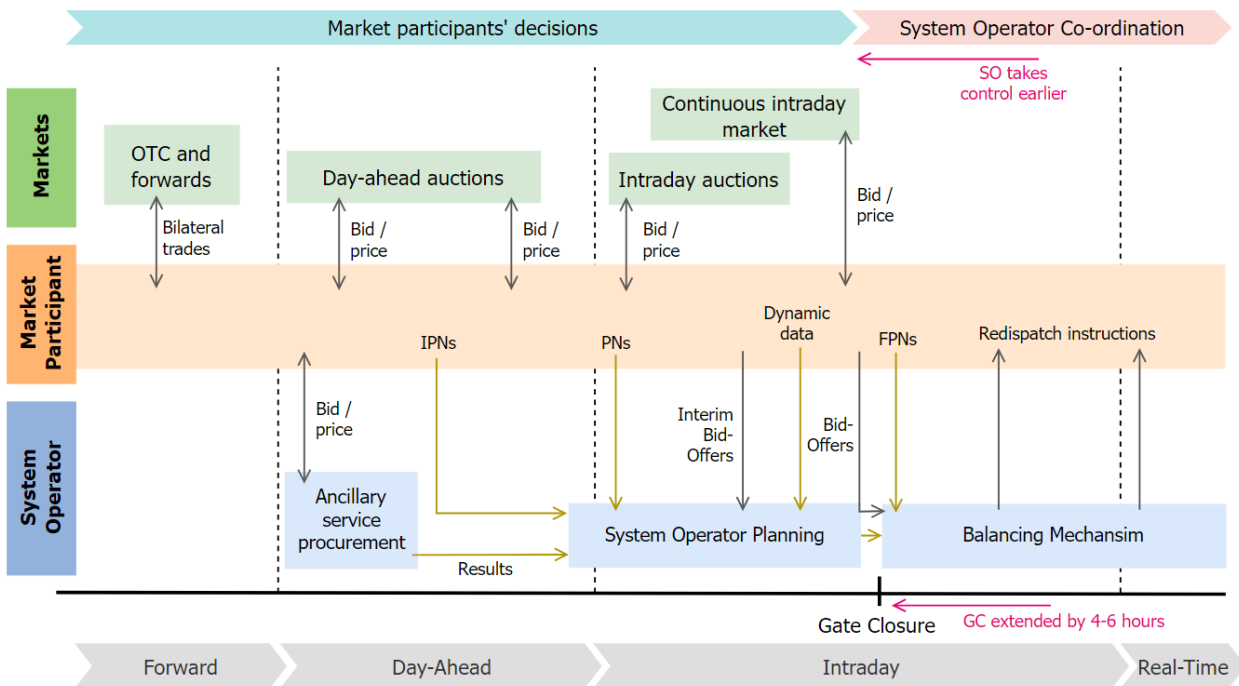 Market participants' decisions
System Operator Co-ordination
SO takes
control earlier
Markets
OTC and
forwards
Day-ahead auctions
Continuous intraday
market
Intraday auctions
Bilateral
trades
Bid /
price
Bid /
price
Bid /
price
Bid /
price
Market
Participant
IPNs
PNs
Dynamic
data
FPNs
Redispatch instructions
System
Operator
Bid /
price
Interim
Bid-
Offers
Bid-
Offers
Ancillary
service
procurement
Results
System Operator Planning
Balancing Mechansim
Gate Closure
GC extended by 4-6 hours
Forward
Day-Ahead
Intraday
Real-Time